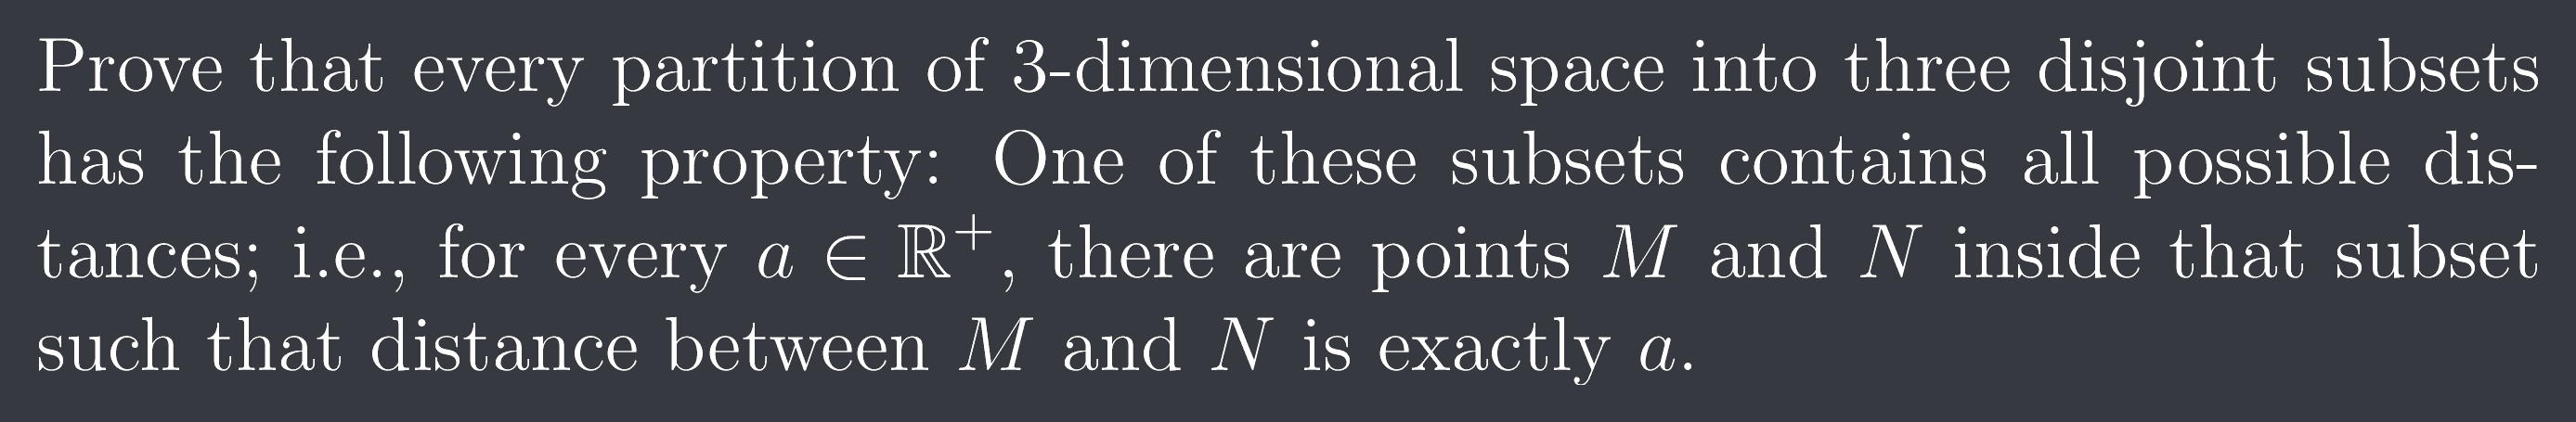 Prove that every partition of 3-dimensional space into three disjoint subsets
has the following property: One of these subsets contains all possible dis-
tances; i.e., for every a ∈ ℝ⁺, there are points M and N inside that subset
such that distance between M and N is exactly a.